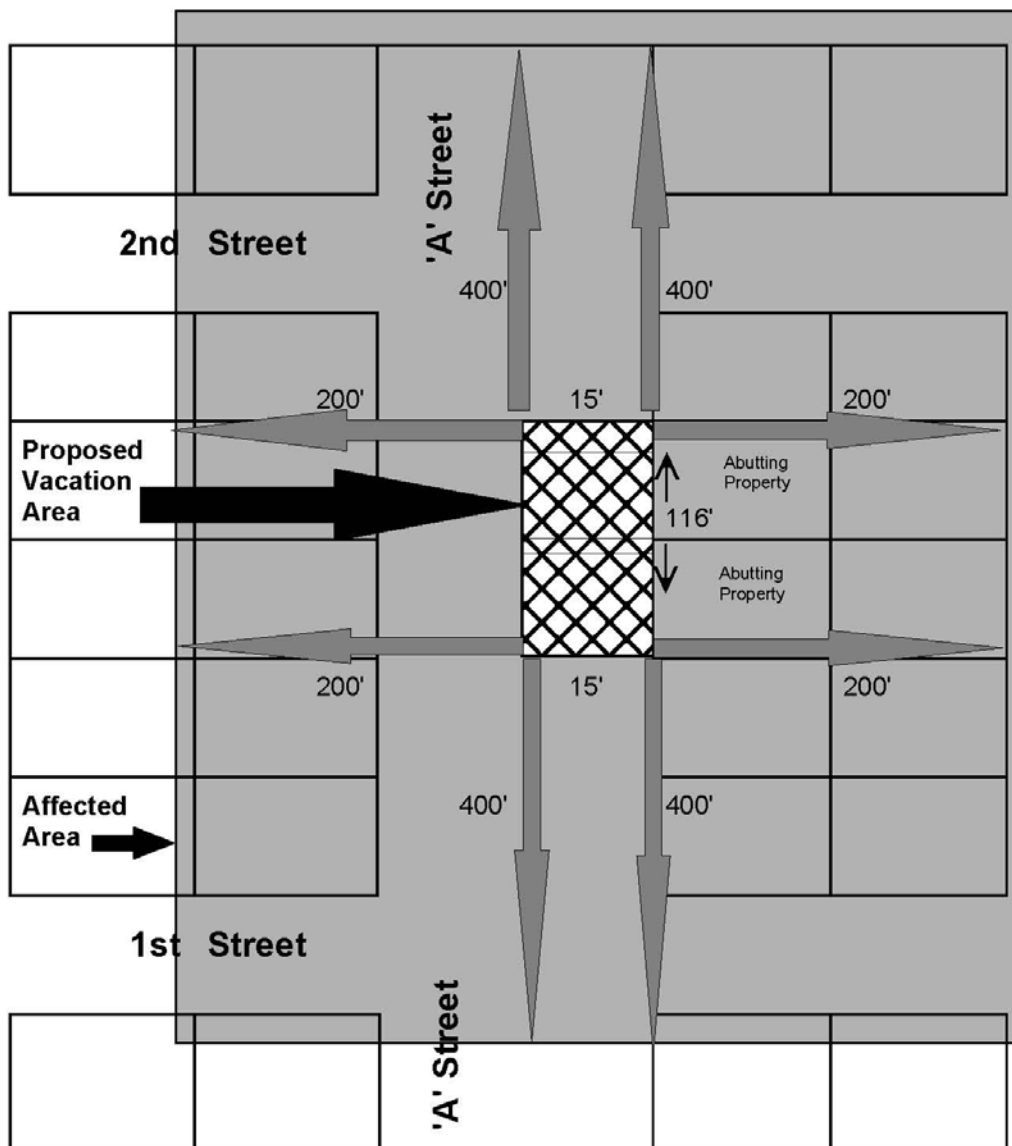 'A' Street
2nd Street
400'
400'
200'
15'
200'
Proposed
Vacation
Area
Abutting
Property
116'
Abutting
Property
200'
15'
200'
Affected
Area
400'
400'
1st Street
'A' Street